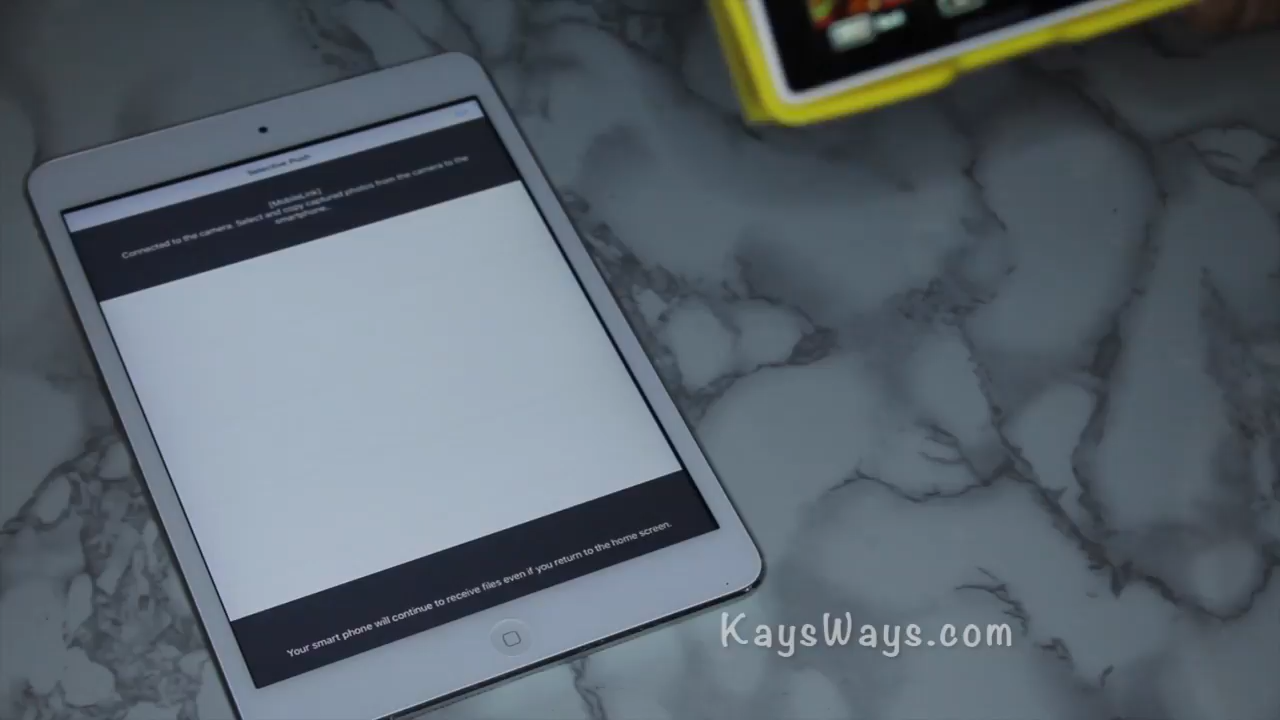 Selective Push
[MobileLink]
Connected to the camera. Select and copy captured photos from the camera to the
smartphone.
Your smart phone will continue to receive files even if you return to the home screen.
KaysWays.com